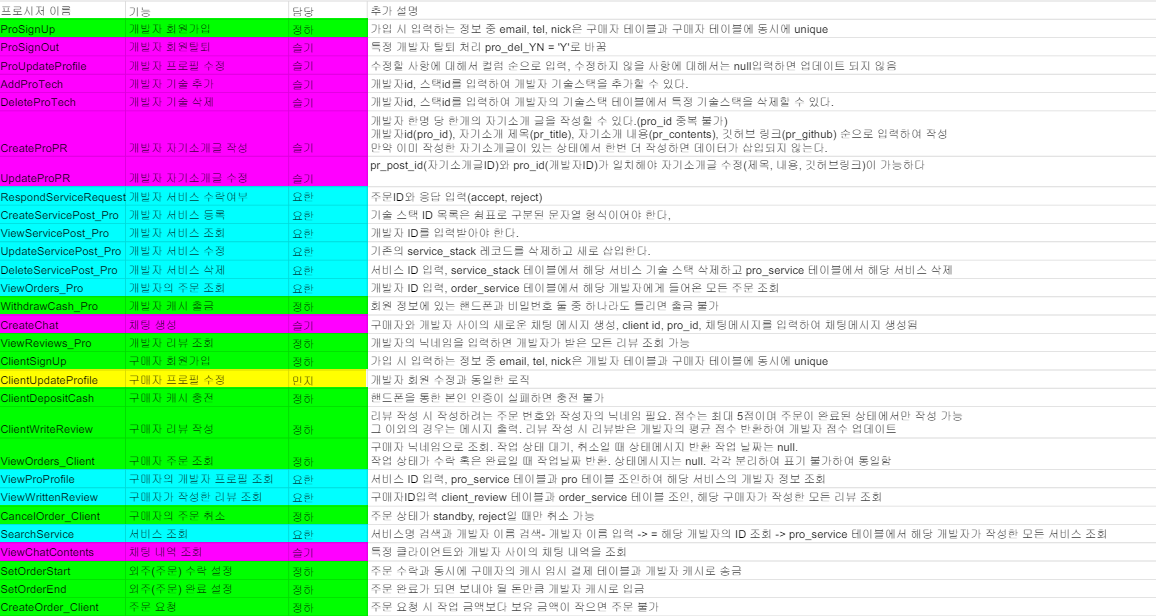 프로시저 이름 기능 담당 추가 설명
ProSignUp 개발자 회원가입 정하 가입 시 입력하는 정보 중 email, tel, nick은 구매자 테이블과 구매자 테이블에 동시에 unique
ProSignOut 개발자 회원탈퇴 슬기 특정 개발자 탈퇴 처리 pro_del_YN = 'Y'로 바꿈
ProUpdateProfile 개발자 프로필 수정 슬기 수정할 사항에 대해서 컬럼 순으로 입력, 수정하지 않을 사항에 대해서는 null입력하면 업데이트 되지 않음
AddProTech 개발자 기술 추가 슬기 개발자id, 스택id를 입력하여 개발자 기술스택을 추가할 수 있다.
DeleteProTech 개발자 기술 삭제 슬기 개발자id, 스택id를 입력하여 개발자의 기술스택 테이블에서 특정 기술스택을 삭제할 수 있다.
개발자 한명 당 한개의 자기소개 글을 작성할 수 있다.(pro_id 중복 불가)
개발자id(pro_id), 자기소개 제목(pr_title), 자기소개 내용(pr_contents), 깃허브 링크(pr_github) 순으로 입력하여 작성
CreateProPR 개발자 자기소개글 작성 슬기 만약 이미 작성한 자기소개글이 있는 상태에서 한번 더 작성하면 데이터가 삽입되지 않는다.
pr_post_id(자기소개글ID)와 pro_id(개발자ID)가 일치해야 자기소개글 수정(제목, 내용, 깃허브링크)이 가능하다
UpdateProPR 개발자 자기소개글 수정 슬기
RespondServiceRequest 개발자 서비스 수락여부 요한 주문ID와 응답 입력(accept, reject)
CreateServicePost_Pro 개발자 서비스 등록 요한 기술 스택 ID 목록은 쉼표로 구분된 문자열 형식이어야 한다,
ViewServicePost_Pro 개발자 서비스 조회 요한 개발자 ID를 입력받아야 한다.
UpdateServicePost_Pro 개발자 서비스 수정 요한 기존의 service_stack 레코드를 삭제하고 새로 삽입한다.
DeleteServicePost_Pro 개발자 서비스 삭제 요한 서비스 ID 입력, service_stack 테이블에서 해당 서비스 기술 스택 삭제하고 pro_service 테이블에서 해당 서비스 삭제
ViewOrders_Pro 개발자의 주문 조회 요한 개발자 ID 입력, order_service 테이블에서 해당 개발자에게 들어온 모든 주문 조회
WithdrawCash_Pro 개발자 캐시 출금 정하 회원 정보에 있는 핸드폰과 비밀번호 둘 중 하나라도 틀리면 출금 불가
CreateChat 채팅 생성 슬기 구매자와 개발자 사이의 새로운 채팅 메시지 생성, client id, pro_id, 채팅메시지를 입력하여 채팅메시지 생성됨
ViewReviews_Pro 개발자 리뷰 조회 정하 개발자의 닉네임을 입력하면 개발자가 받은 모든 리뷰 조회 가능
ClientSignUp 구매자 회원가입 정하 가입 시 입력하는 정보 중 email, tel, nick은 개발자 테이블과 구매자 테이블에 동시에 unique
ClientUpdateProfile 구매자 프로필 수정 민지 개발자 회원 수정과 동일한 로직
ClientDepositCash 구매자 캐시 충전 정하 핸드폰을 통한 본인 인증이 실패하면 충전 불가
리뷰 작성 시 작성하려는 주문 번호와 작성자의 닉네임 필요. 점수는 최대 5점이며 주문이 완료된 상태에서만 작성 가능
ClientWriteReview 구매자 리뷰 작성 정하 그 이외의 경우는 메시지 출력. 리뷰 작성 시 리뷰받은 개발자의 평균 점수 반환하여 개발자 점수 업데이트
구매자 닉네임으로 조회. 작업 상태 대기, 취소일 때 상태메시지 반환 작업 날짜는 null.
ViewOrders_Client 구매자 주문 조회 정하 작업 상태가 수락 혹은 완료일 때 작업날짜 반환. 상태메시지는 null. 각각 분리하여 표기 불가하여 통일함
ViewProProfile 구매자의 개발자 프로필 조회 요한 서비스 ID 입력, pro_service 테이블과 pro 테이블 조인하여 해당 서비스의 개발자 정보 조회
ViewWrittenReview 구매자가 작성한 리뷰 조회 요한 구매자ID입력 client_review 테이블과 order_service 테이블 조인, 해당 구매자가 작성한 모든 리뷰 조회
CancelOrder_Client 구매자의 주문 취소 정하 주문 상태가 standby, reject일 때만 취소 가능
SearchService 서비스 조회 요한 서비스명 검색과 개발자 이름 검색- 개발자 이름 입력 -> = 해당 개발자의 ID 조회 -> pro_service 테이블에서 해당 개발자가 작성한 모든 서비스 조회
ViewChatContents 채팅 내역 조회 슬기 특정 클라이언트와 개발자 사이의 채팅 내역을 조회
SetOrderStart 외주(주문) 수락 설정 정하 주문 수락과 동시에 구매자의 캐시 임시 결제 테이블과 개발자 캐시로 송금
SetOrderEnd 외주(주문) 완료 설정 정하 주문 완료가 되면 보내야 될 돈만큼 개발자 캐시로 입금
CreateOrder_Client 주문 요청 정하 주문 요청 시 작업 금액보다 보유 금액이 작으면 주문 불가